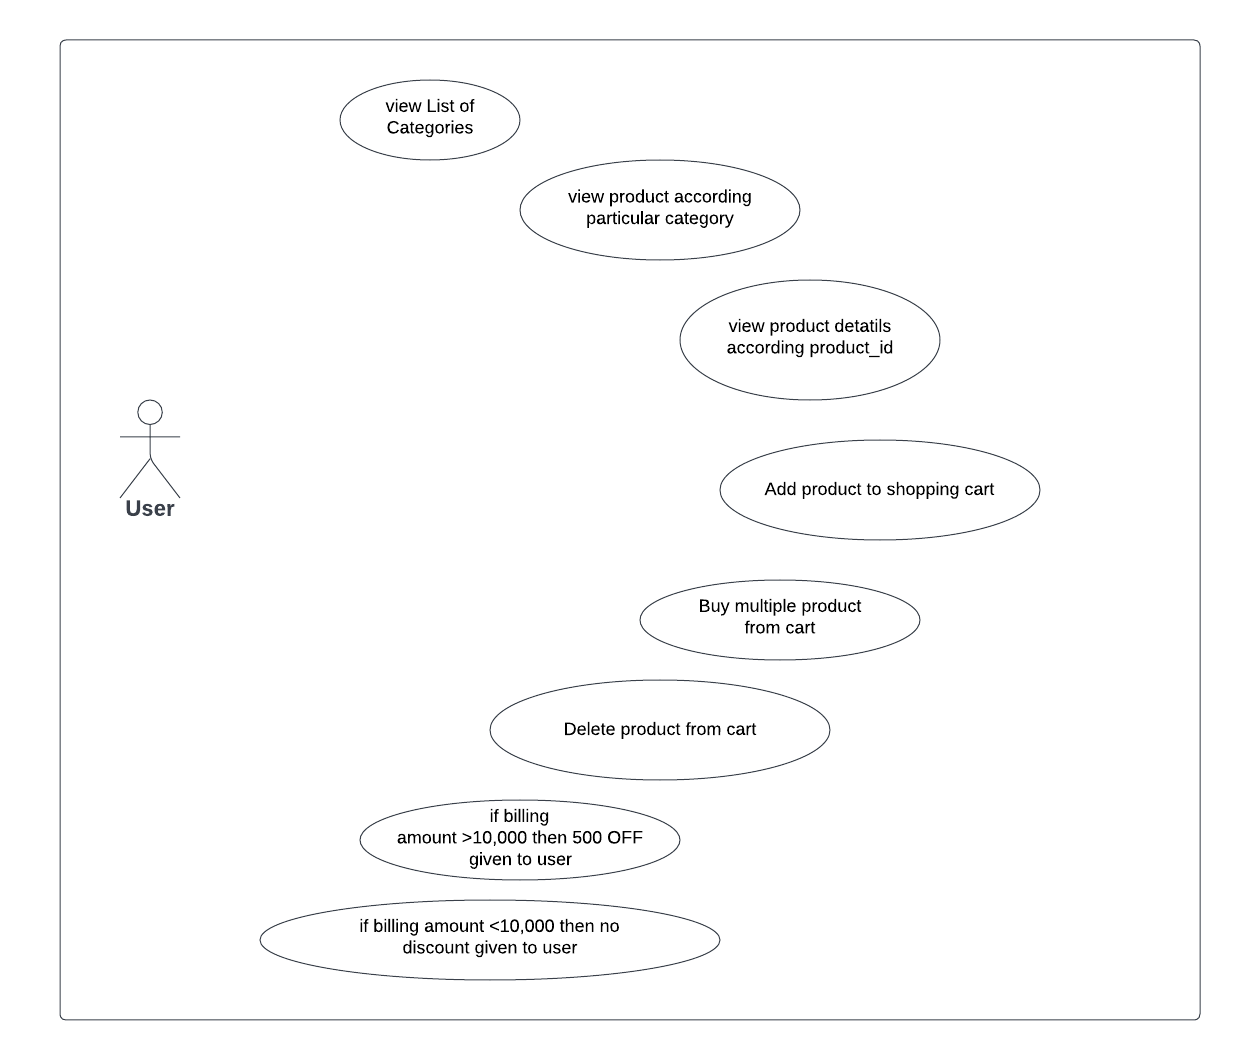 view List of
Categories
view product according
particular category
view product detatils
according product_id
User
Add product to shopping cart
Buy multiple product
from cart
Delete product from cart
if billing
amount >10,000 then 500 OFF
given to user
if billing amount <10,000 then no
discount given to user